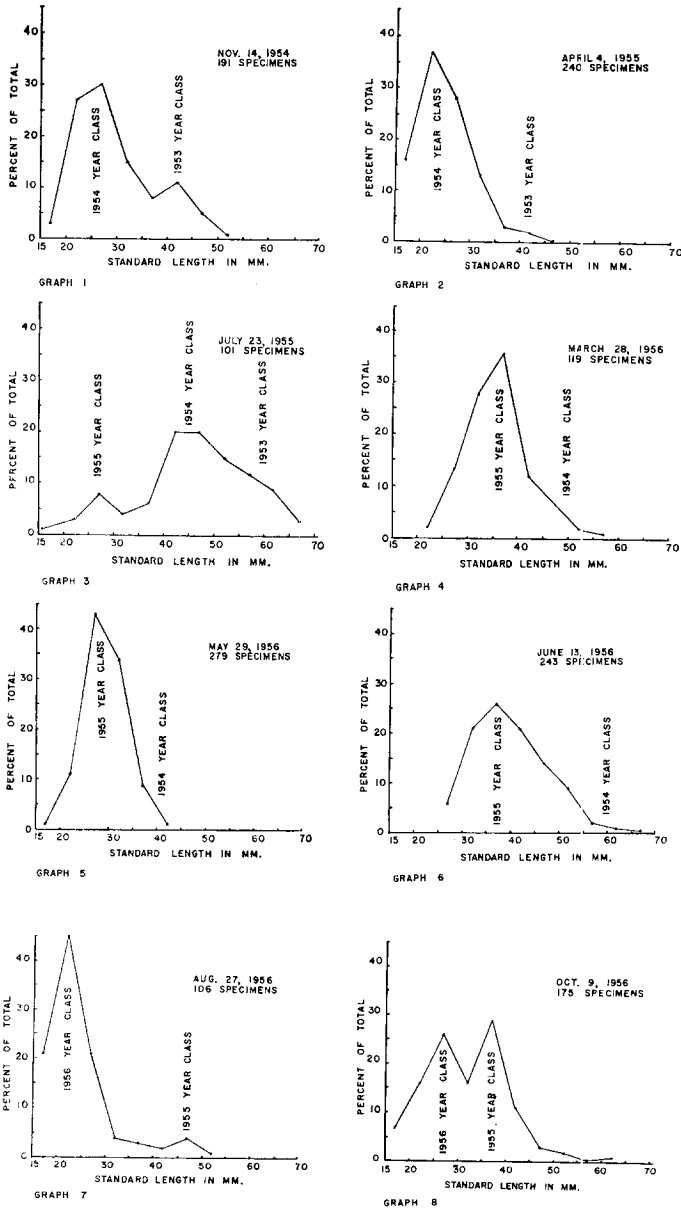 PERCENT OF TOTAL
40
30
20
10
0
NOV. 14, 1954
191 SPECIMENS
1954 YEAR CLASS
1953 YEAR CLASS
15 20 30 40 50 60 70
STANDARD LENGTH IN MM.
GRAPH 1
PERCENT OF TOTAL
40
30
20
10
0
APRIL 4, 1955
240 SPECIMENS
1954 YEAR CLASS
1953 YEAR CLASS
15 20 30 40 50 60 70
STANDARD LENGTH IN MM.
GRAPH 2
PERCENT OF TOTAL
40
30
20
10
0
JULY 23, 1955
101 SPECIMENS
1955 YEAR CLASS
1954 YEAR CLASS
1953 YEAR CLASS
15 20 30 40 50 60 70
STANDARD LENGTH IN MM.
GRAPH 3
PERCENT OF TOTAL
40
30
20
10
0
MARCH 28, 1956
119 SPECIMENS
1955 YEAR CLASS
1954 YEAR CLASS
15 20 30 40 50 60 70
STANDARD LENGTH IN MM.
GRAPH 4
PERCENT OF TOTAL
40
30
20
10
0
MAY 29, 1956
279 SPECIMENS
1955 YEAR CLASS
1954 YEAR CLASS
15 20 30 40 50 60 70
STANDARD LENGTH IN MM.
GRAPH 5
PERCENT OF TOTAL
40
30
20
10
0
JUNE 13, 1956
243 SPECIMENS
1955 YEAR CLASS
1954 YEAR CLASS
15 20 30 40 50 60 70
STANDARD LENGTH IN MM.
GRAPH 6
PERCENT OF TOTAL
40
30
20
10
0
AUG. 27, 1956
106 SPECIMENS
1956 YEAR CLASS
1955 YEAR CLASS
15 20 30 40 50 60 70
STANDARD LENGTH IN MM.
GRAPH 7
PERCENT OF TOTAL
40
30
20
10
0
OCT. 9, 1956
175 SPECIMENS
1956 YEAR CLASS
1955 YEAR CLASS
15 20 30 40 50 60 70
STANDARD LENGTH IN MM.
GRAPH 8